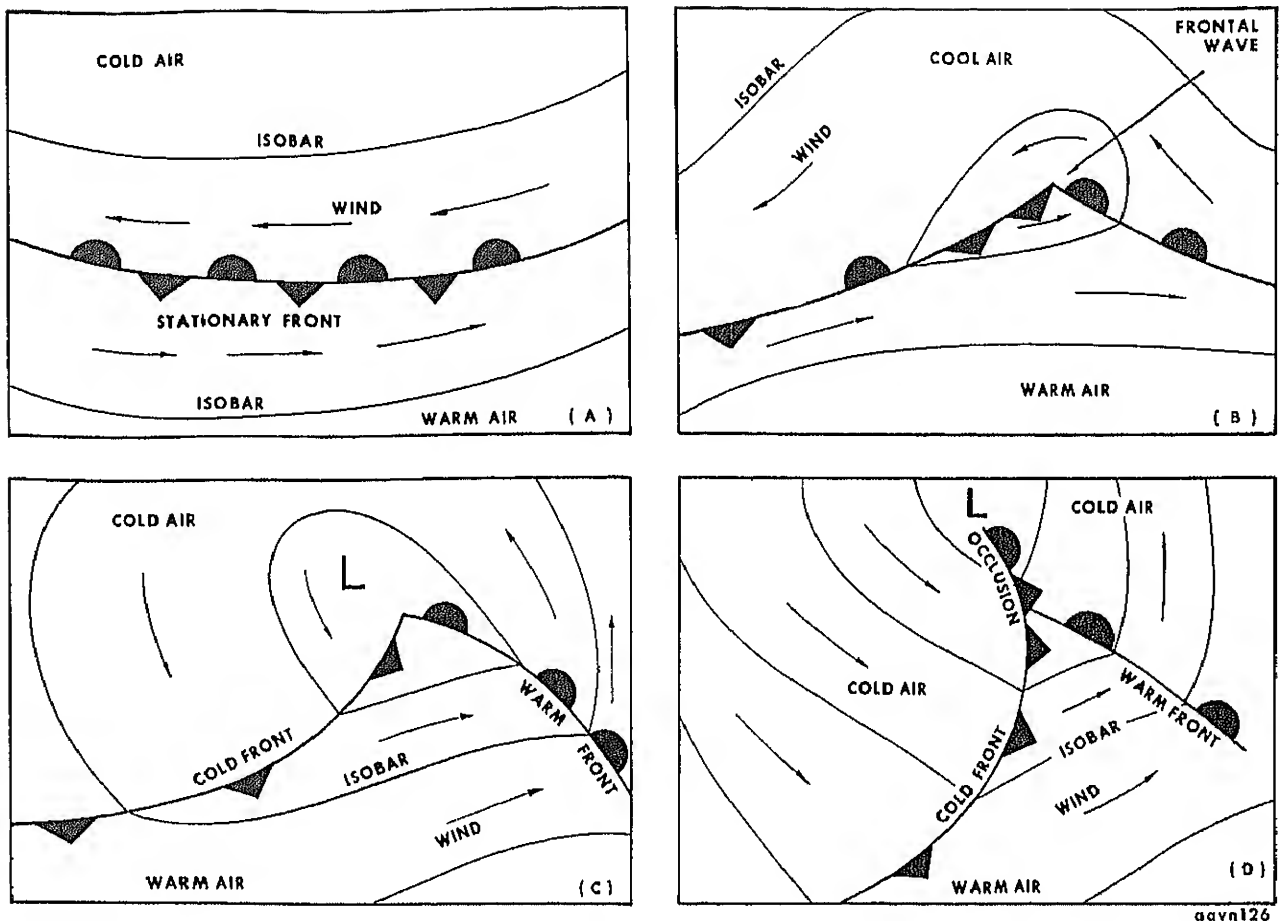 COLD AIR
ISOBAR
WIND
STATIONARY FRONT
ISOBAR
WARM AIR
( A )
FRONTAL
WAVE
COOL AIR
ISOBAR
WIND
WARM AIR
( B )
COLD AIR
L
WARM
FRONT
COLD FRONT
ISOBAR
WIND
WARM AIR
( C )
L
COLD AIR
OCCLUSION
COLD AIR
WARM FRONT
ISOBAR
COLD FRONT
WIND
WARM AIR
( D )
aavn126